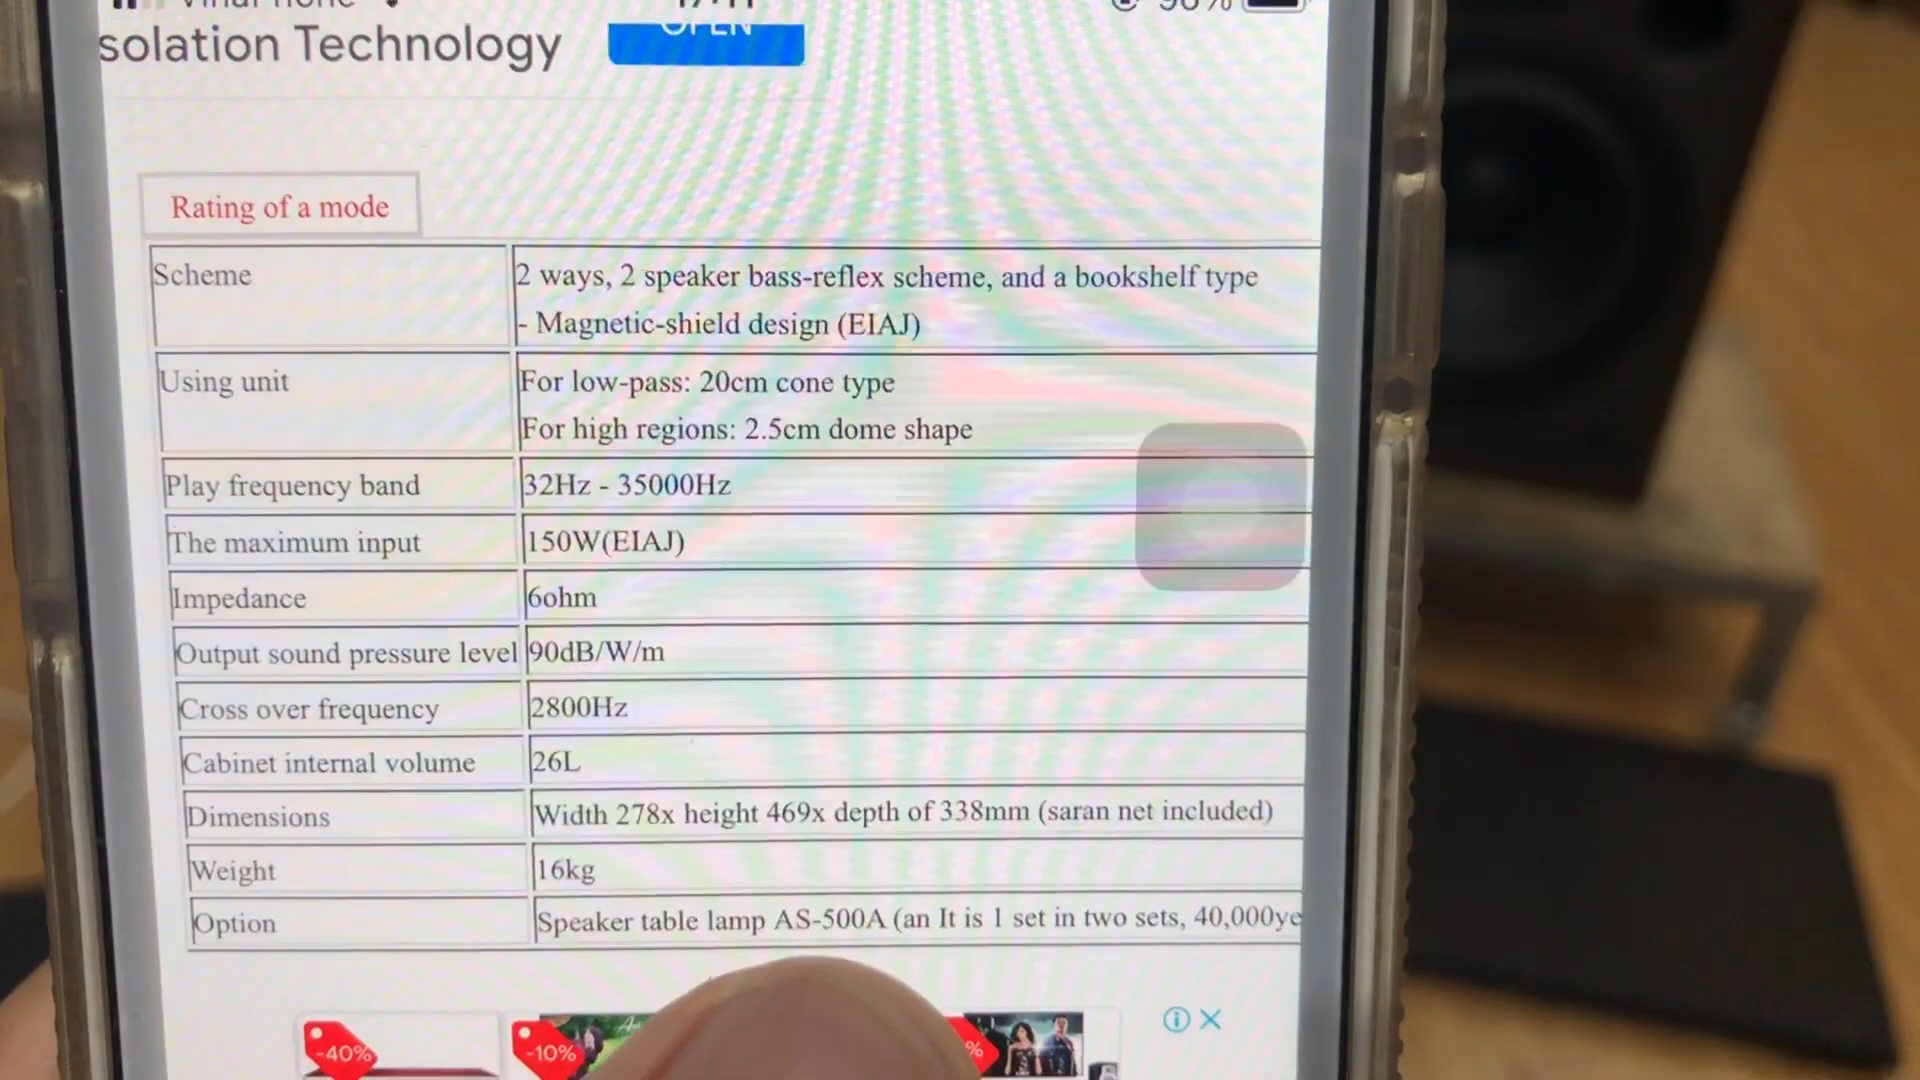 solation Technology
OPEN
Rating of a mode
Scheme
2 ways, 2 speaker bass-reflex scheme, and a bookshelf type
- Magnetic-shield design (EIAJ)
Using unit
For low-pass: 20cm cone type
For high regions: 2.5cm dome shape
Play frequency band
32Hz - 35000Hz
The maximum input
150W(EIAJ)
Impedance
6ohm
Output sound pressure level
90dB/W/m
Cross over frequency
2800Hz
Cabinet internal volume
26L
Dimensions
Width 278x height 469x depth of 338mm (saran net included)
Weight
16kg
Option
Speaker table lamp AS-500A (an It is 1 set in two sets, 40,000ye
-40%
-10%
%